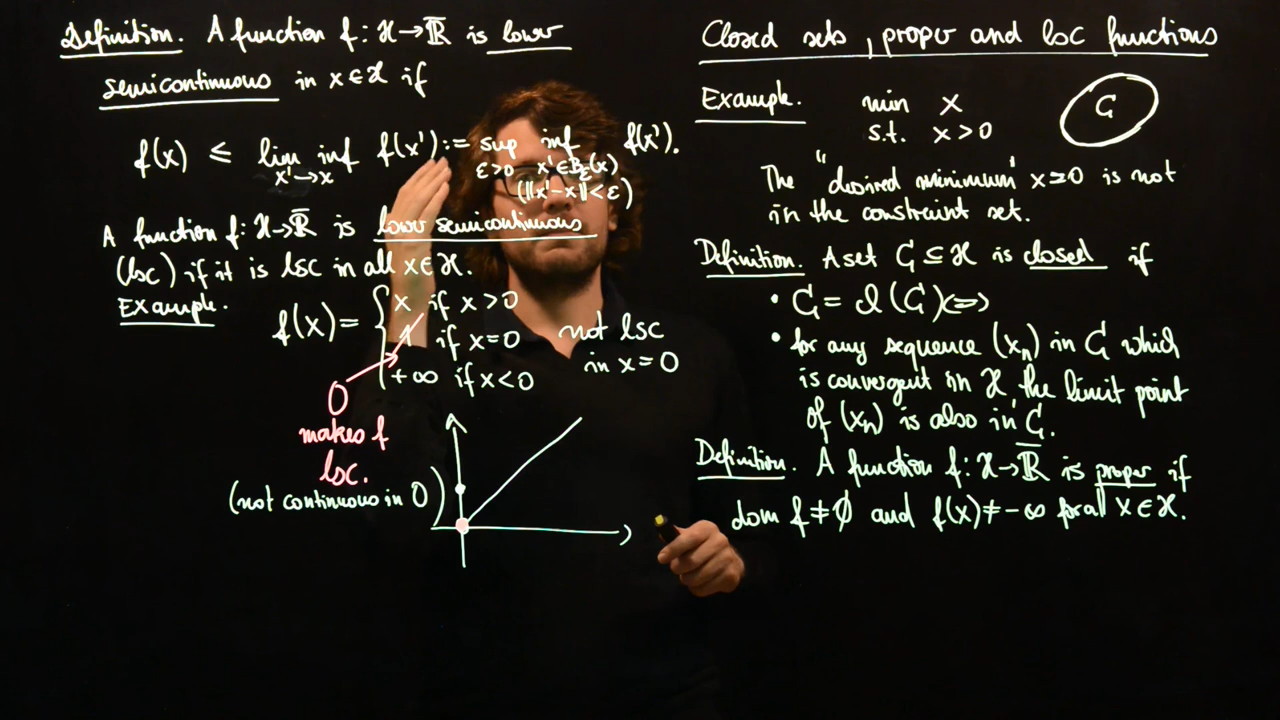 Definition. A function f: 𝓗→ℝ̅ is lower
semicontinuous in x∈𝓗 if
f(x) ≤ lim inf f(x') := sup inf f(x').
x'→x ε>0 x'∈B_ε(x)
(‖x'-x‖<ε)
A function f: 𝓗→ℝ̅ is lower semicontinuous
(lsc) if it is lsc in all x∈𝓗.
Example.
f(x) = { x if x>0
1 if x=0
+∞ if x<0
not lsc
in x=0
0
makes f
lsc.
(not continuous in 0)
Closed sets, proper and lsc functions
Example. min x
s.t. x>0
C
The "desired minimum" x=0 is not
in the constraint set.
Definition. A set C⊆𝓗 is closed if
• C = cl(C) <=>
• for any sequence (xₙ) in C which
is convergent in 𝓗, the limit point
of (xₙ) is also in C.
Definition. A function f: 𝓗→ℝ̅ is proper if
dom f ≠ ∅ and f(x)≠-∞ for all x∈𝓗.